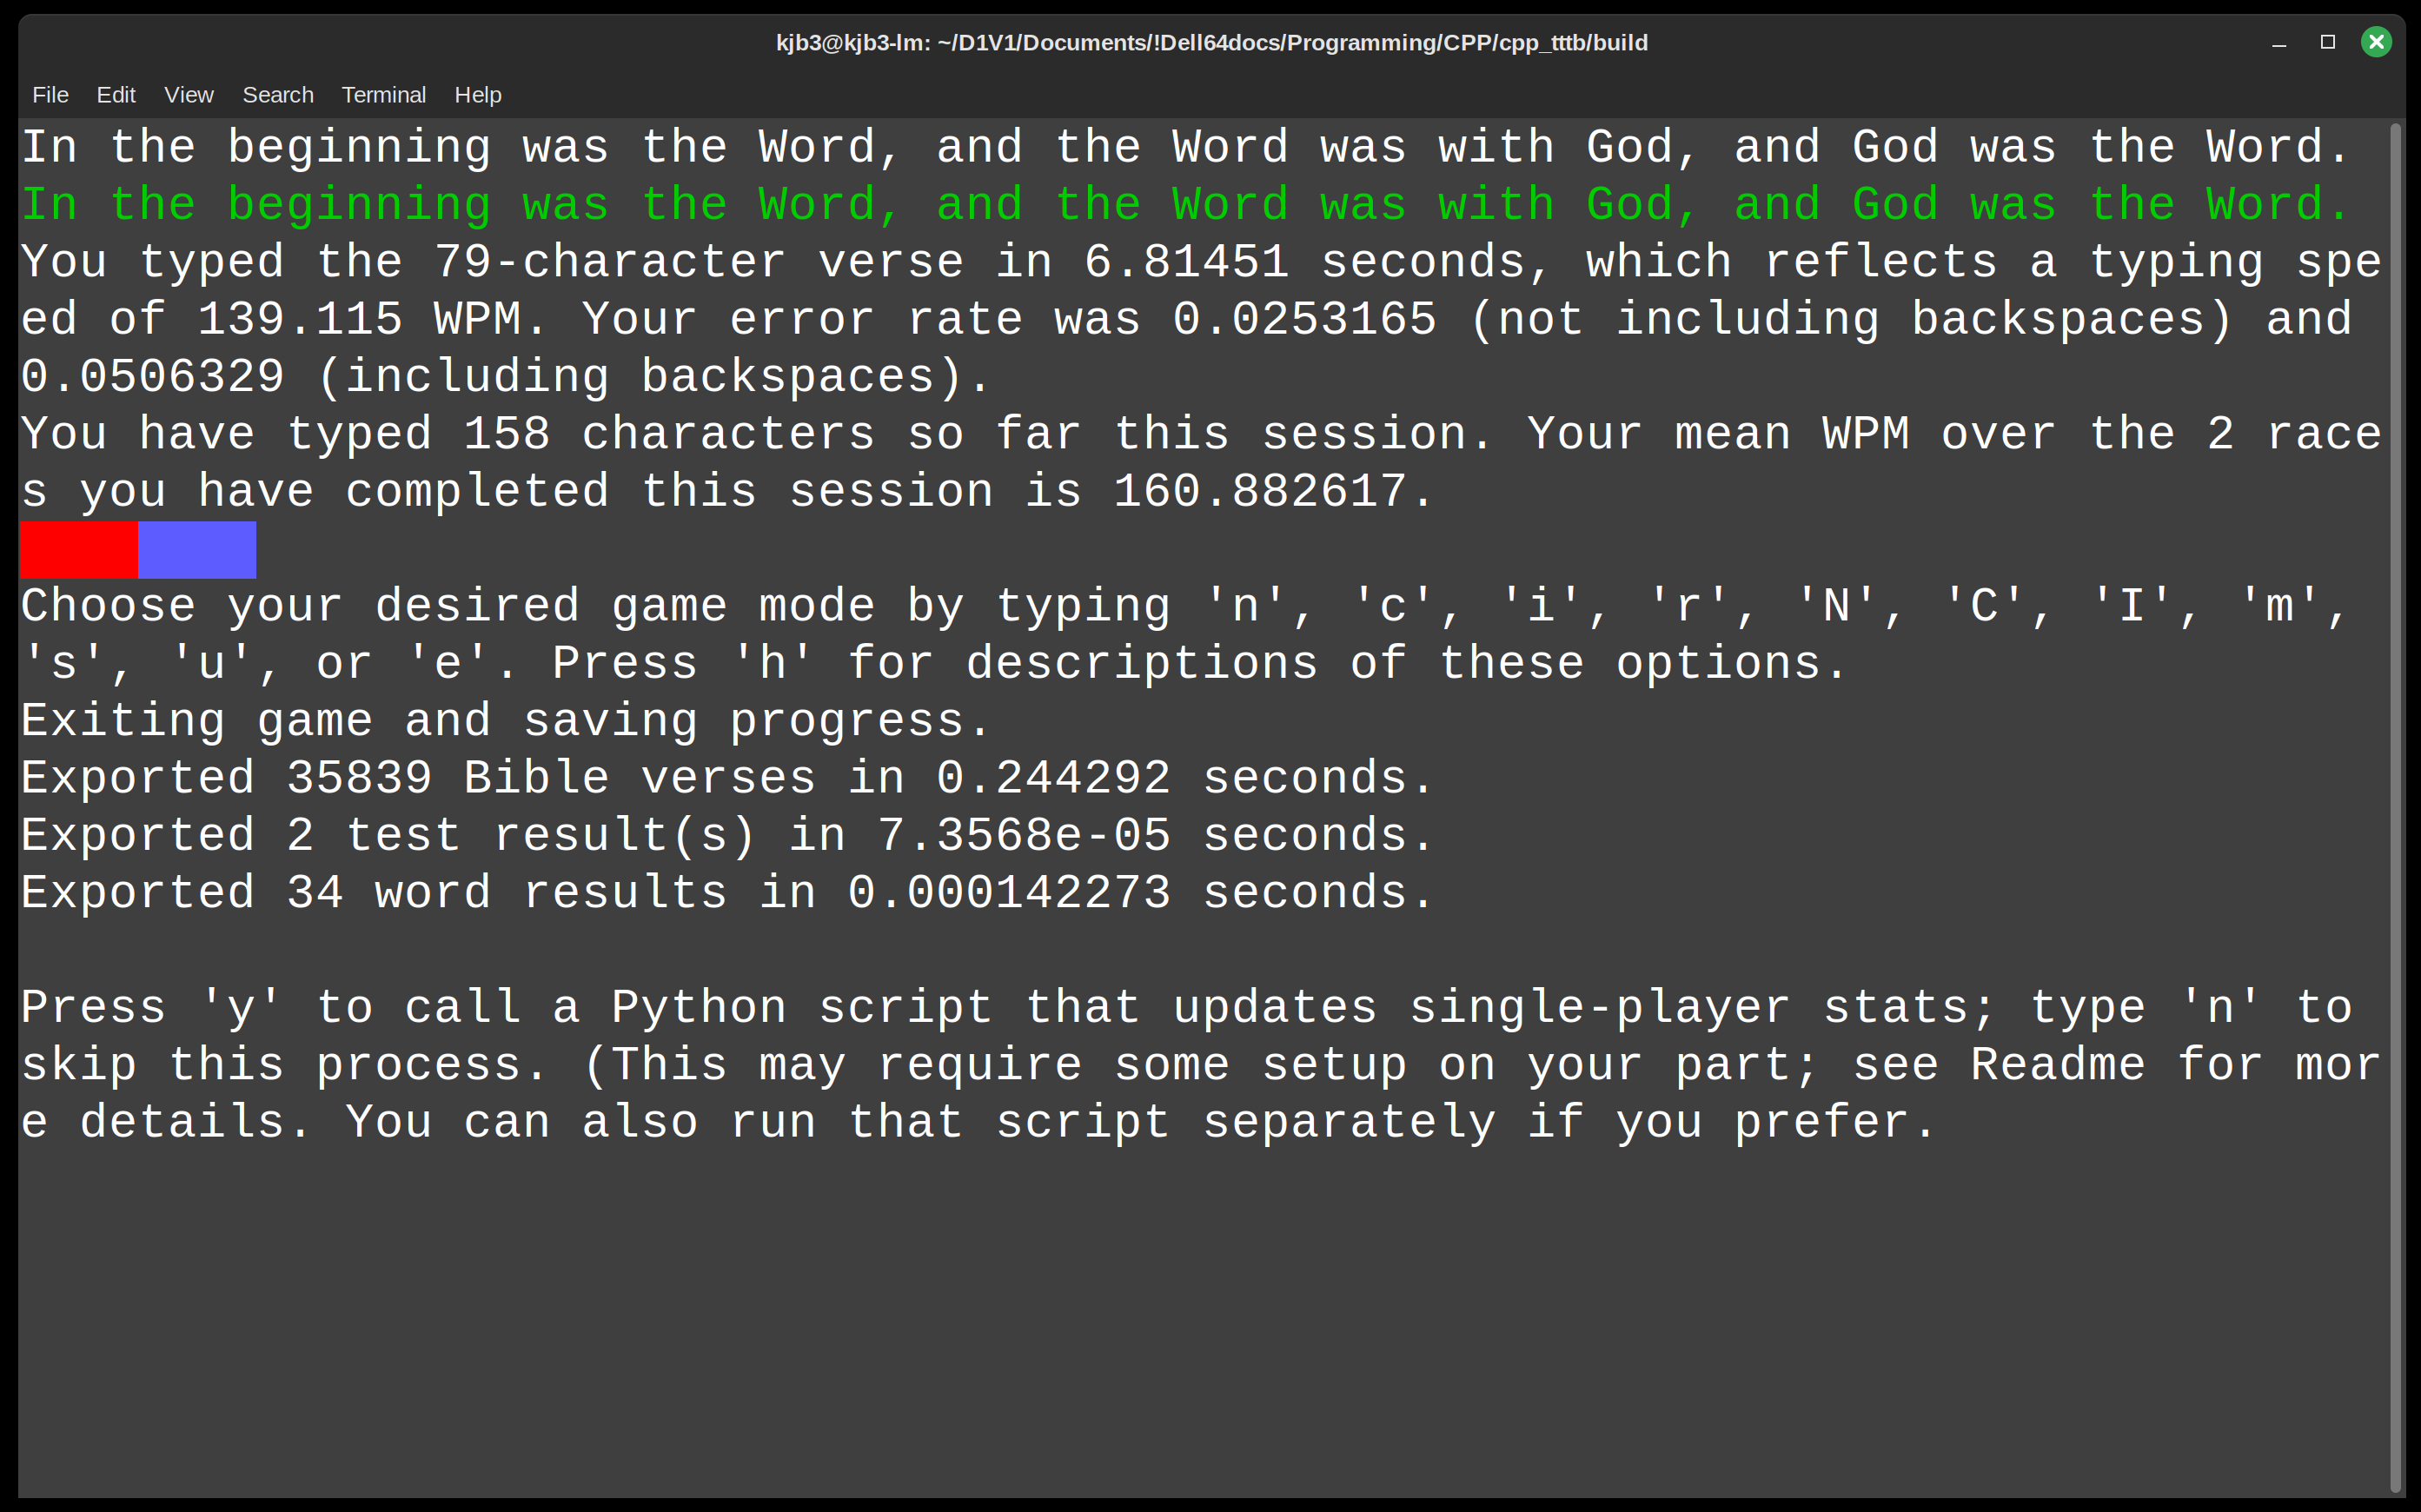 kjb3@kjb3-lm: ~/D1V1/Documents/!Dell64docs/Programming/CPP/cpp_tttb/build
File Edit View Search Terminal Help
In the beginning was the Word, and the Word was with God, and God was the Word.
In the beginning was the Word, and the Word was with God, and God was the Word.
You typed the 79-character verse in 6.81451 seconds, which reflects a typing spe
ed of 139.115 WPM. Your error rate was 0.0253165 (not including backspaces) and
0.0506329 (including backspaces).
You have typed 158 characters so far this session. Your mean WPM over the 2 race
s you have completed this session is 160.882617.
Choose your desired game mode by typing 'n', 'c', 'i', 'r', 'N', 'C', 'I', 'm',
's', 'u', or 'e'. Press 'h' for descriptions of these options.
Exiting game and saving progress.
Exported 35839 Bible verses in 0.244292 seconds.
Exported 2 test result(s) in 7.3568e-05 seconds.
Exported 34 word results in 0.000142273 seconds.
Press 'y' to call a Python script that updates single-player stats; type 'n' to
skip this process. (This may require some setup on your part; see Readme for mor
e details. You can also run that script separately if you prefer.